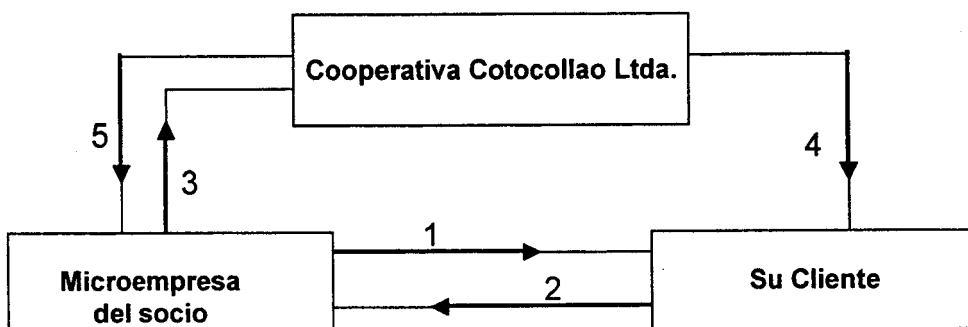 Cooperativa Cotocollao Ltda.
5
3
4
1
2
Microempresa
del socio
Su Cliente